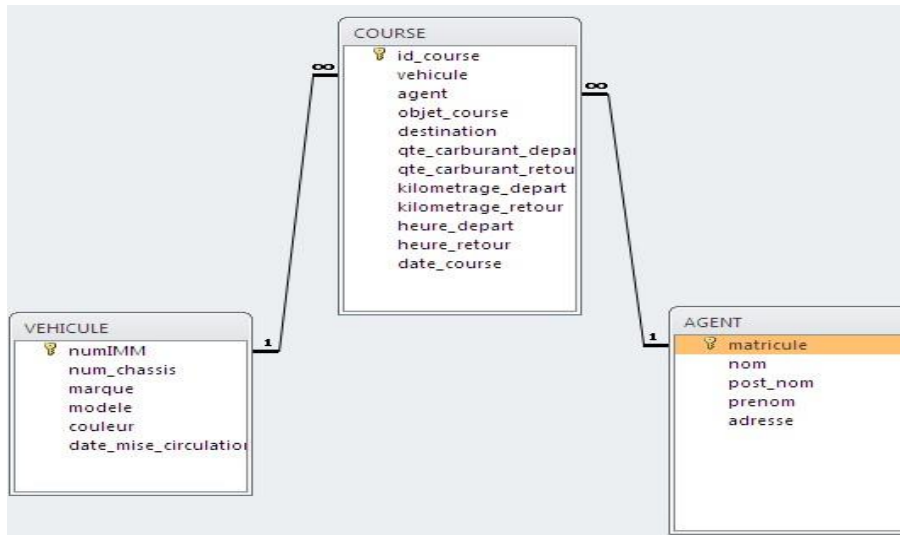 COURSE
id_course
vehicule
agent
objet_course
destination
qte_carburant_depar
qte_carburant_retou
kilometrage_depart
kilometrage_retour
heure_depart
heure_retour
date_course
∞
∞
VEHICULE
numIMM
num_chassis
marque
modele
couleur
date_mise_circulation
1
AGENT
matricule
nom
post_nom
prenom
adresse
1